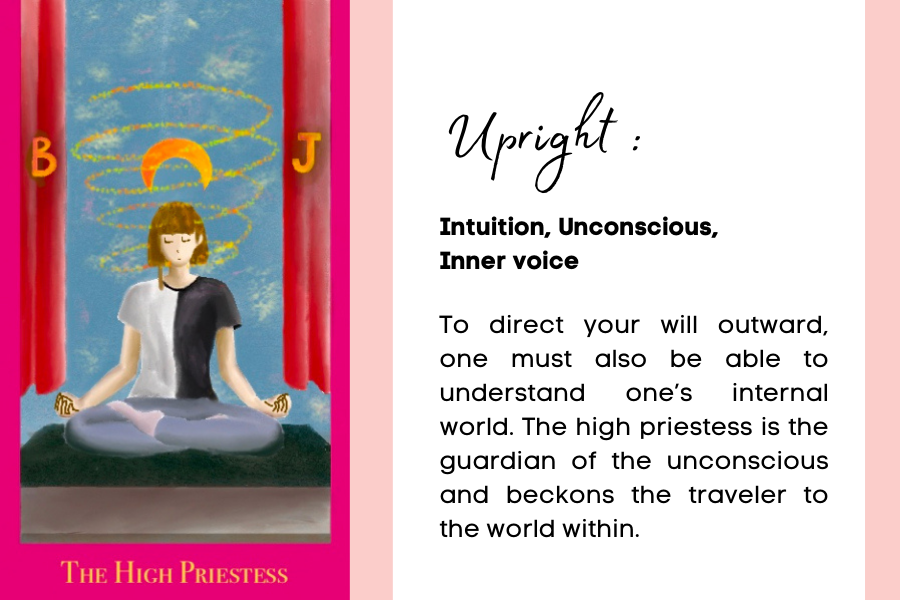 B
J
The High Priestess
Upright :
Intuition, Unconscious,
Inner voice
To direct your will outward,
one must also be able to
understand one's internal
world. The high priestess is the
guardian of the unconscious
and beckons the traveler to
the world within.